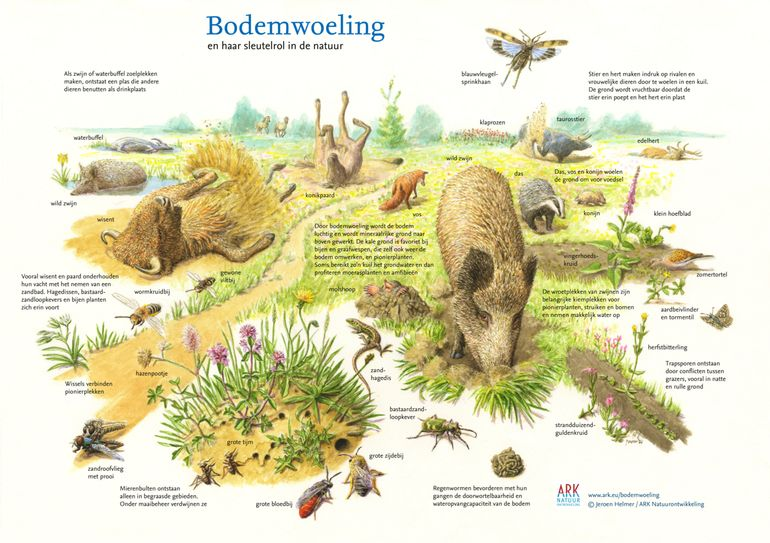 Bodemwoeling
en haar sleutelrol in de natuur
Als zwijn of waterbuffel zoelplekken
maken, ontstaat een plas die andere
dieren benutten als drinkplaats
blauwvleugel-
sprinkhaan
Stier en hert maken indruk op rivalen en
vrouwelijke dieren door te woelen in een kuil.
De grond wordt vruchtbaar doordat de
stier erin poept en het hert erin plast
klaprozen
taurosstier
waterbuffel
edelhert
wild zwijn
das
Das, vos en konijn woelen
de grond om voor voedsel
wild zwijn
konikpaard
wisent
vos
konijn
klein hoefblad
Door bodemwoeling wordt de bodem
luchtig en wordt mineraalrijke grond naar
boven gewerkt. De kale grond is favoriet bij
bijen en graafwespen, die zelf ook weer de
bodem omwerken, en pionierplanten.
Soms bereikt zo'n kuil het grondwater en dan
profiteren moerasplanten en amfibieën
vingerhoeds-
kruid
zomertortel
Vooral wisent en paard onderhouden
hun vacht met het nemen van een
zandbad. Hagedissen, bastaard-
zandloopkevers en bijen planten
zich erin voort
gewone
viltbij
wormkruidbij
molshoop
De wroetplekken van zwijnen zijn
belangrijke kiemplekken voor
pionierplanten, struiken en bomen
en nemen makkelijk water op
aardbeivlinder
en tormentil
herfstbitterling
hazenpootje
zand-
hagedis
Trapsporen ontstaan
door conflicten tussen
grazers, vooral in natte
en rulle grond
Wissels verbinden
pionierplekken
bastaardzand-
loopkever
strandduizend-
guldenkruid
grote tijm
grote zijdebij
zandroofvlieg
met prooi
Mierenbulten ontstaan
alleen in begraasde gebieden.
Onder maaibeheer verdwijnen ze
grote bloedbij
Regenwormen bevorderen met hun
gangen de doorwortelbaarheid en
wateropvangcapaciteit van de bodem
ARK
NATUUR
ONTWIKKELING
www.ark.eu/bodemwoeling
© Jeroen Helmer / ARK Natuurontwikkeling